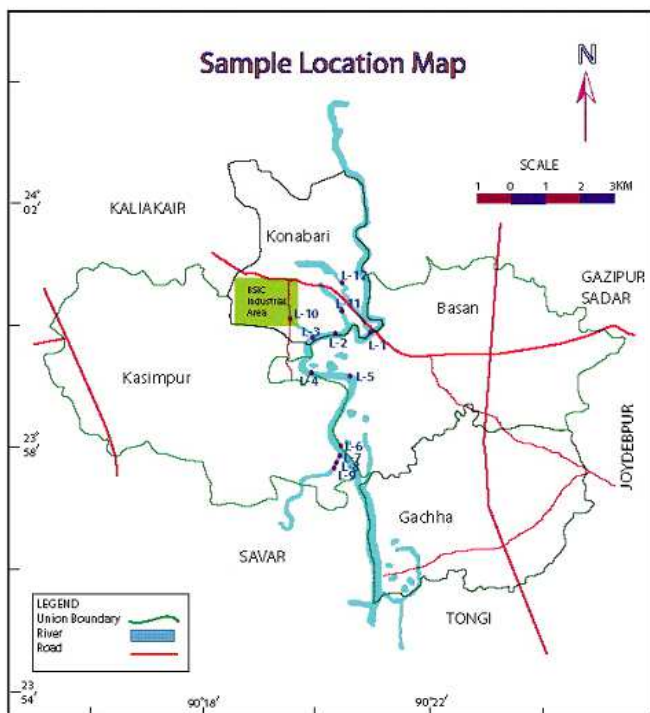 Sample Location Map
N
SCALE
1 0 1 2 3KM
24
02'
KALIAKAIR
Konabari
L-12
GAZIPUR
SADAR
BSIC
Industrial
Area
L-11
Basan
L-10
L-3
L-2
L-1
Kasimpur
L-4
L-5
23
58'
L-6
L-7
L-8
L-9
JOYDEBPUR
Gachha
SAVAR
TONGI
LEGEND
Union Boundary
River
Road
23
54'
90°18'
90°22'